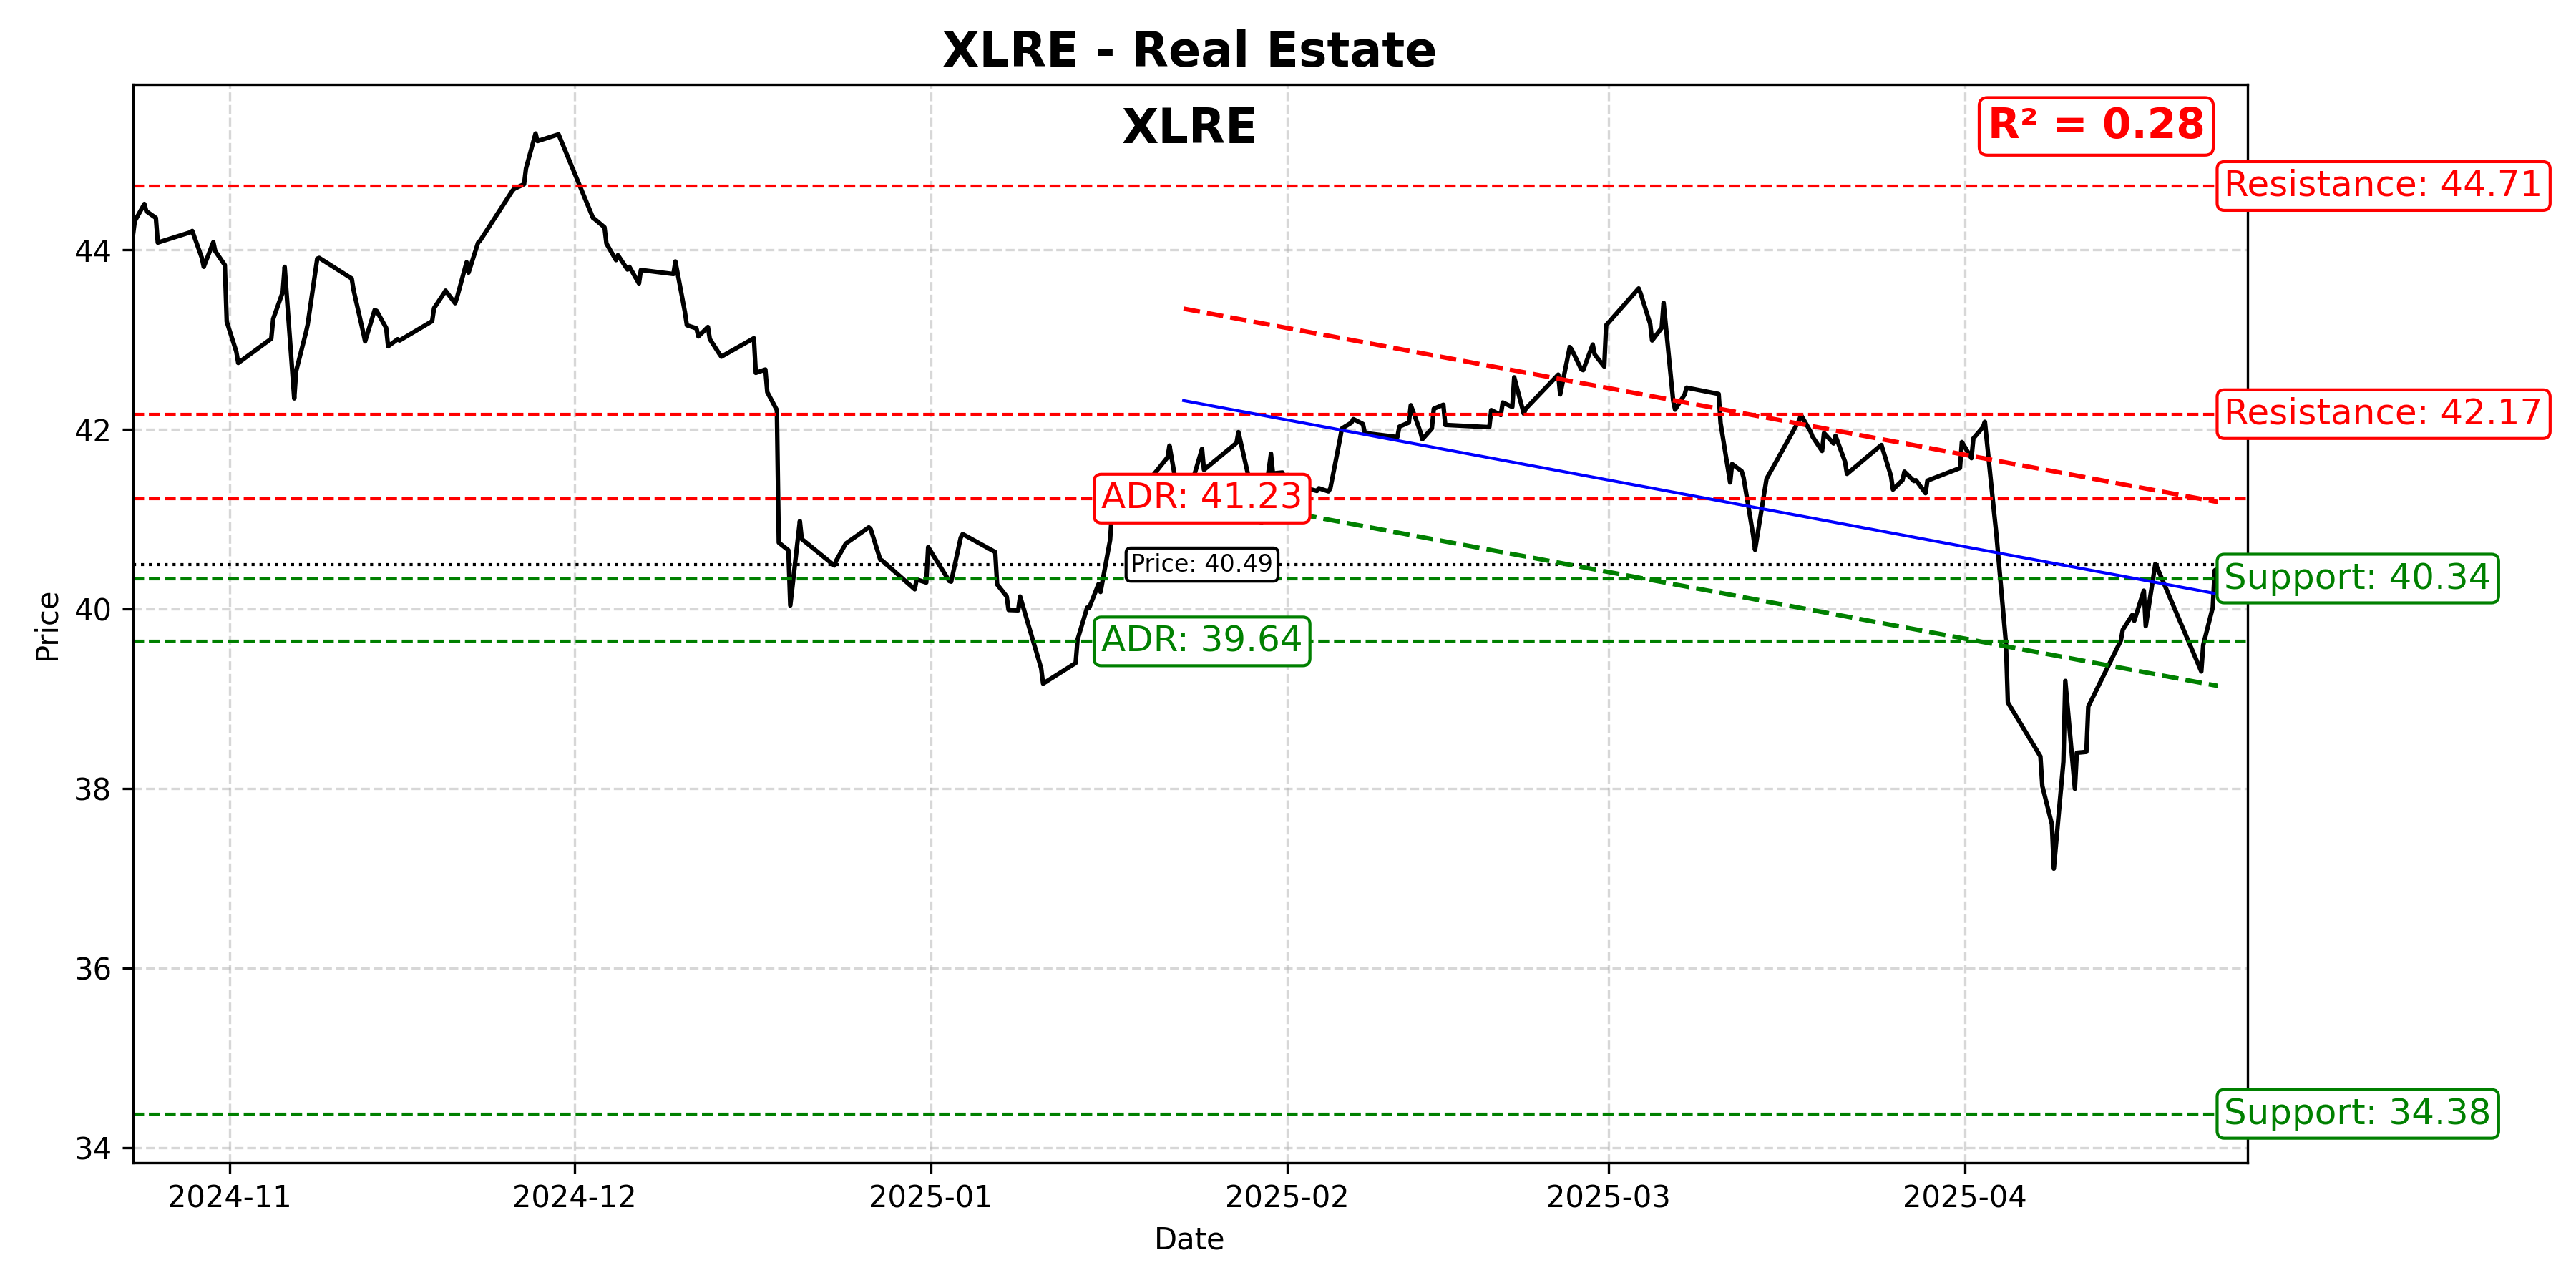 XLRE - Real Estate
XLRE
R² = 0.28
Resistance: 44.71
44
Resistance: 42.17
42
ADR: 41.23
Price: 40.49
Support: 40.34
40
ADR: 39.64
Price
38
36
Support: 34.38
34
2024-11
2024-12
2025-01
2025-02
2025-03
2025-04
Date